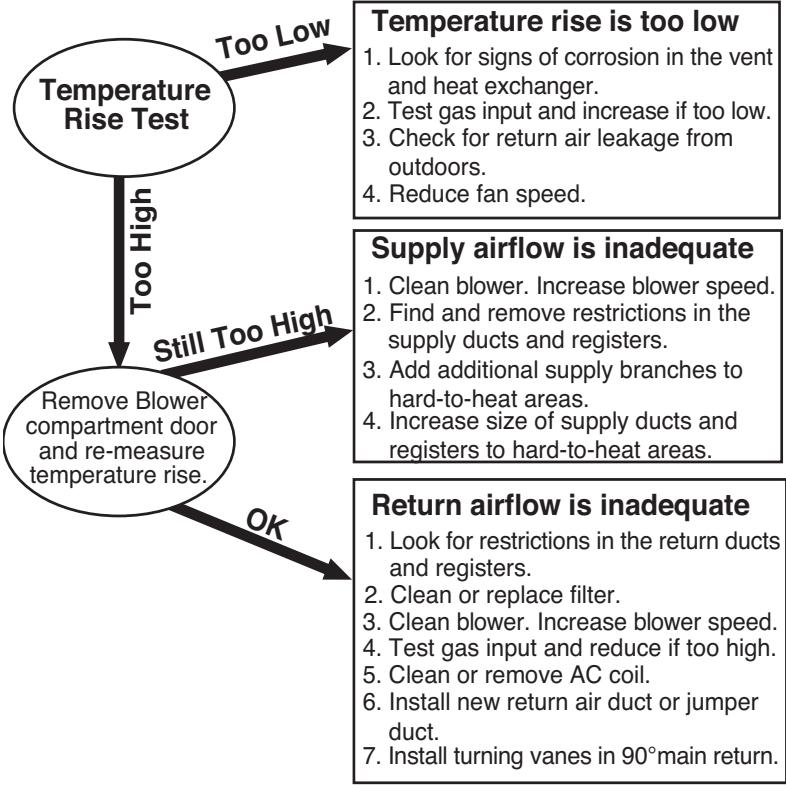 Temperature
Rise Test
Too Low
Temperature rise is too low
1. Look for signs of corrosion in the vent
and heat exchanger.
2. Test gas input and increase if too low.
3. Check for return air leakage from
outdoors.
4. Reduce fan speed.
Too High
Remove Blower
compartment door
and re-measure
temperature rise.
Still Too High
Supply airflow is inadequate
1. Clean blower. Increase blower speed.
2. Find and remove restrictions in the
supply ducts and registers.
3. Add additional supply branches to
hard-to-heat areas.
4. Increase size of supply ducts and
registers to hard-to-heat areas.
OK
Return airflow is inadequate
1. Look for restrictions in the return ducts
and registers.
2. Clean or replace filter.
3. Clean blower. Increase blower speed.
4. Test gas input and reduce if too high.
5. Clean or remove AC coil.
6. Install new return air duct or jumper
duct.
7. Install turning vanes in 90°main return.